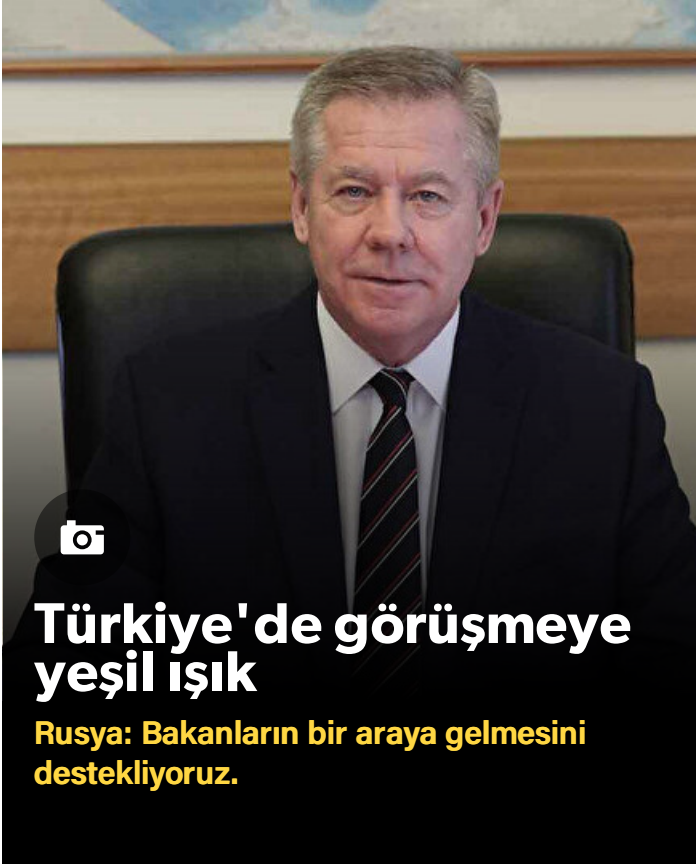 Türkiye'de görüşmeye
yeşil ışık
Rusya: Bakanların bir araya gelmesini
destekliyoruz.